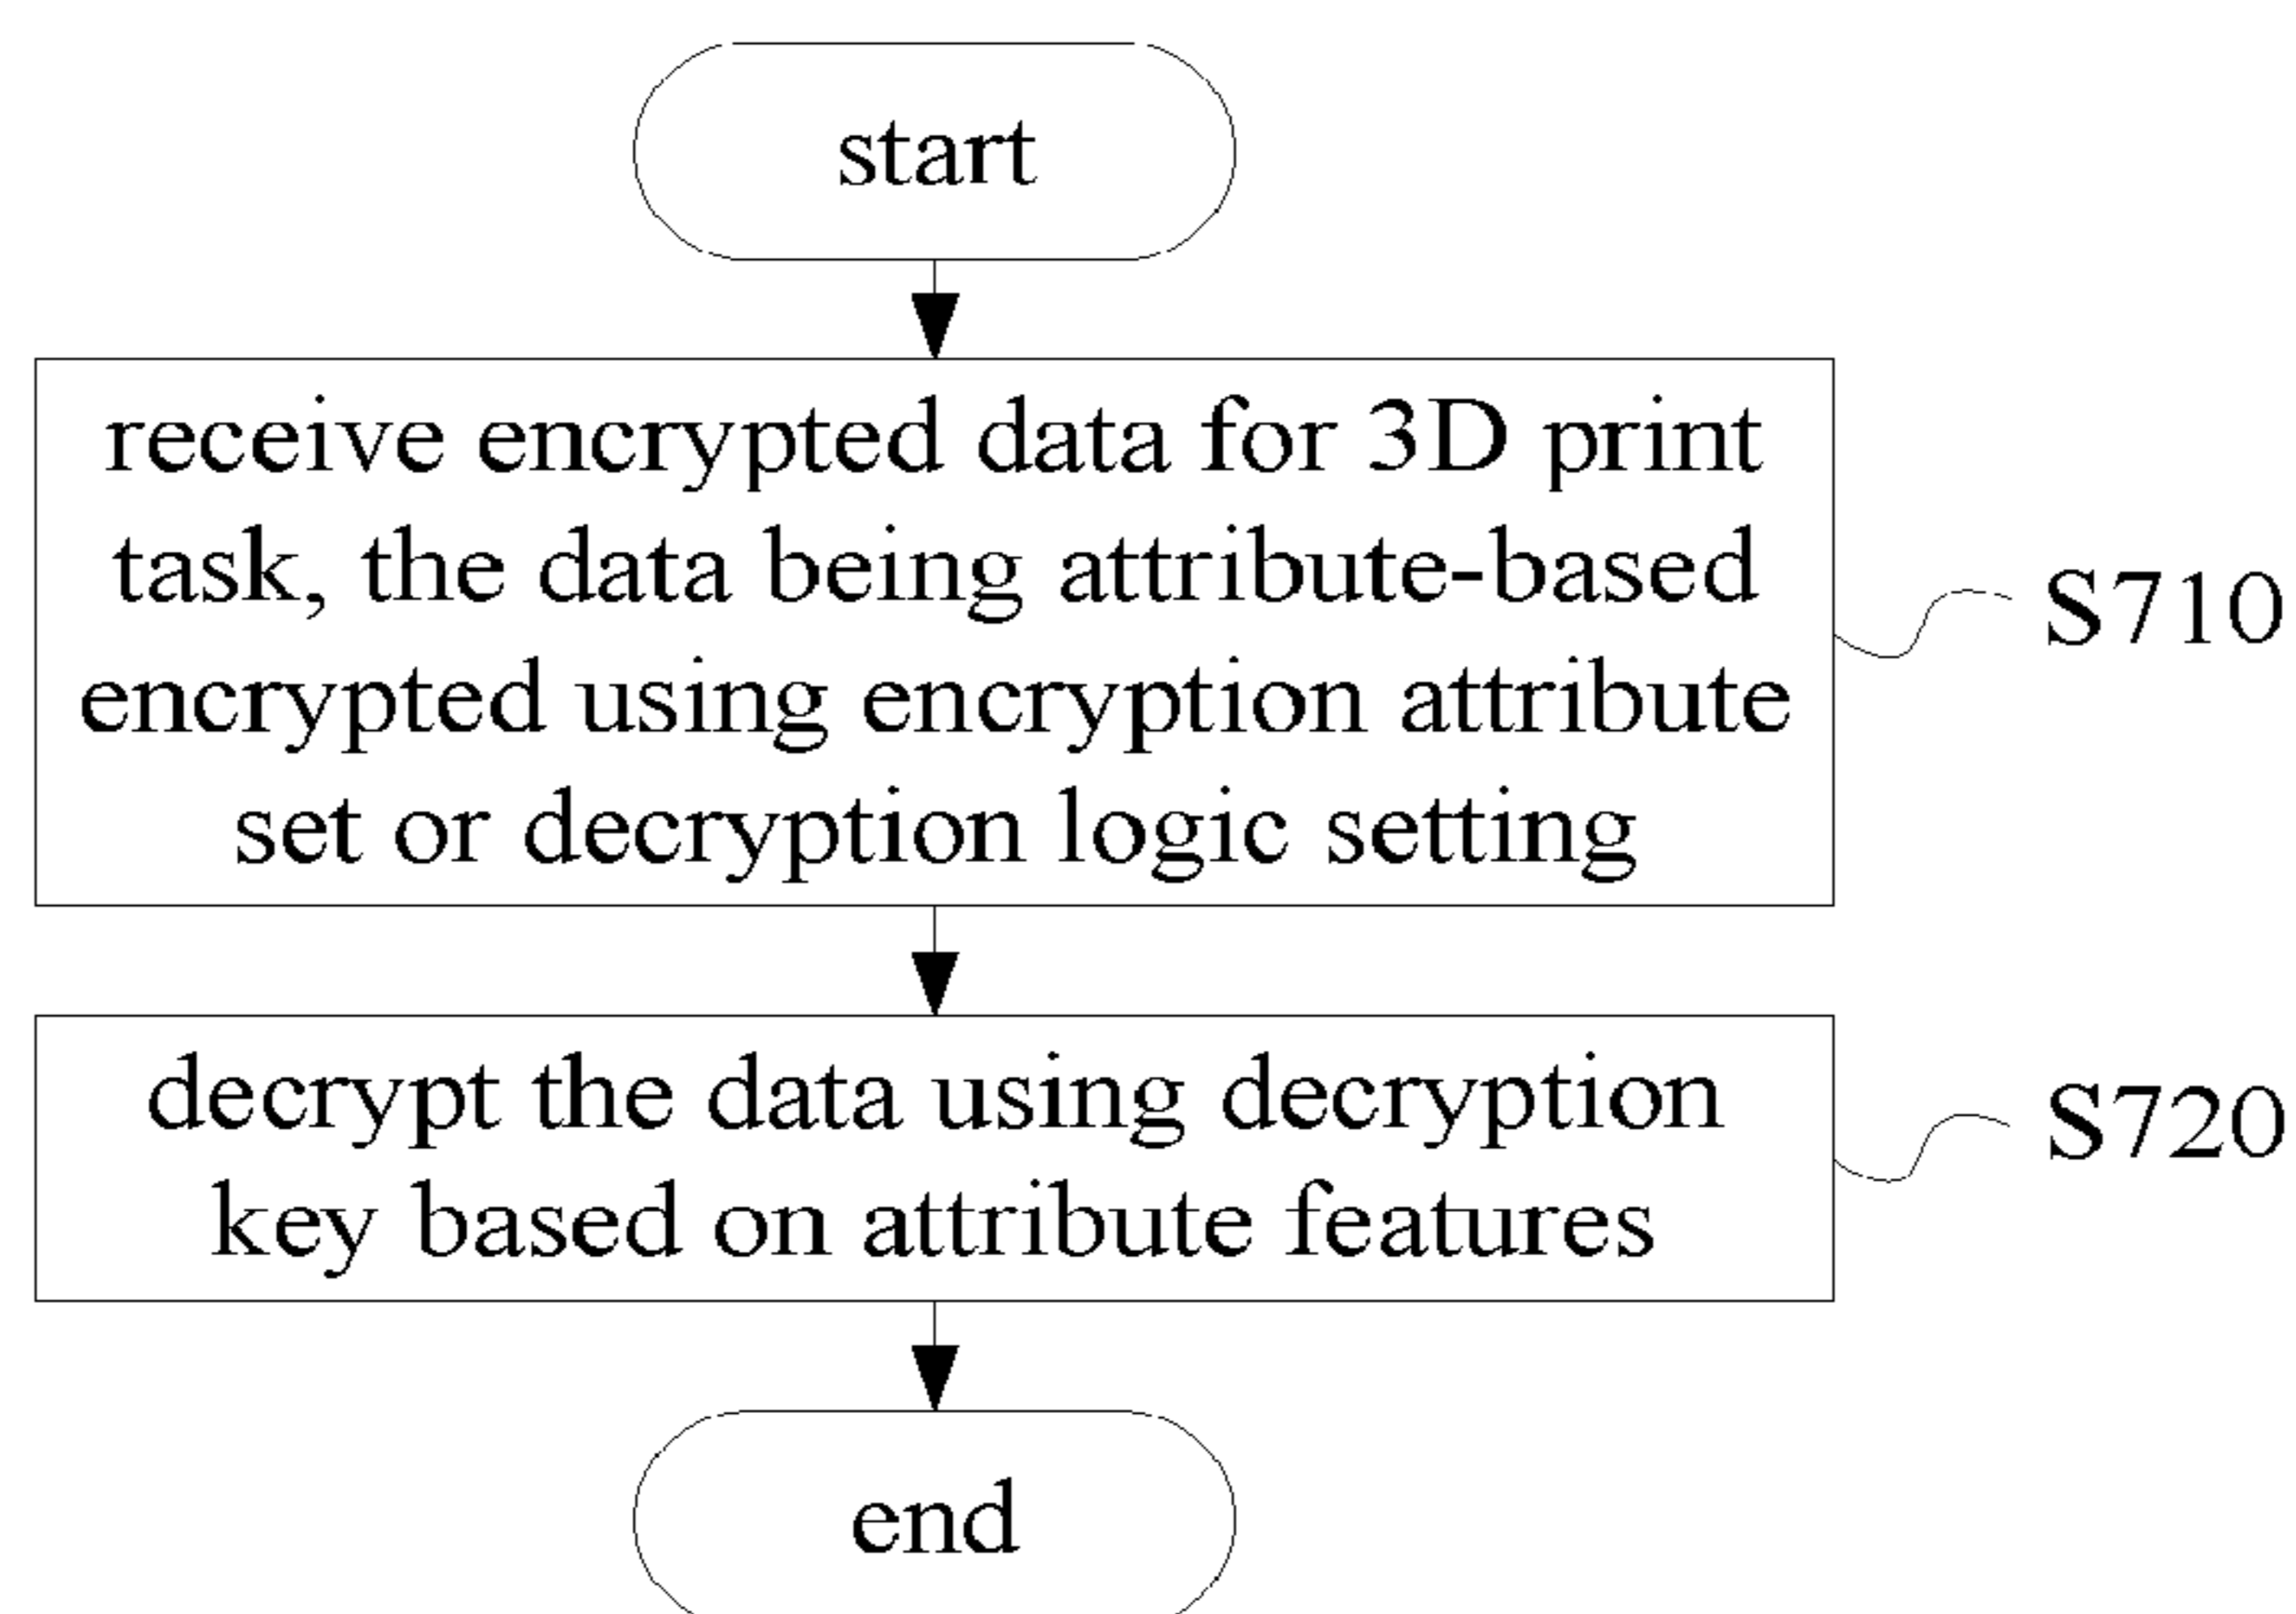 start
receive encrypted data for 3D print
task, the data being attribute-based
encrypted using encryption attribute
set or decryption logic setting
S710
decrypt the data using decryption
key based on attribute features
S720
end